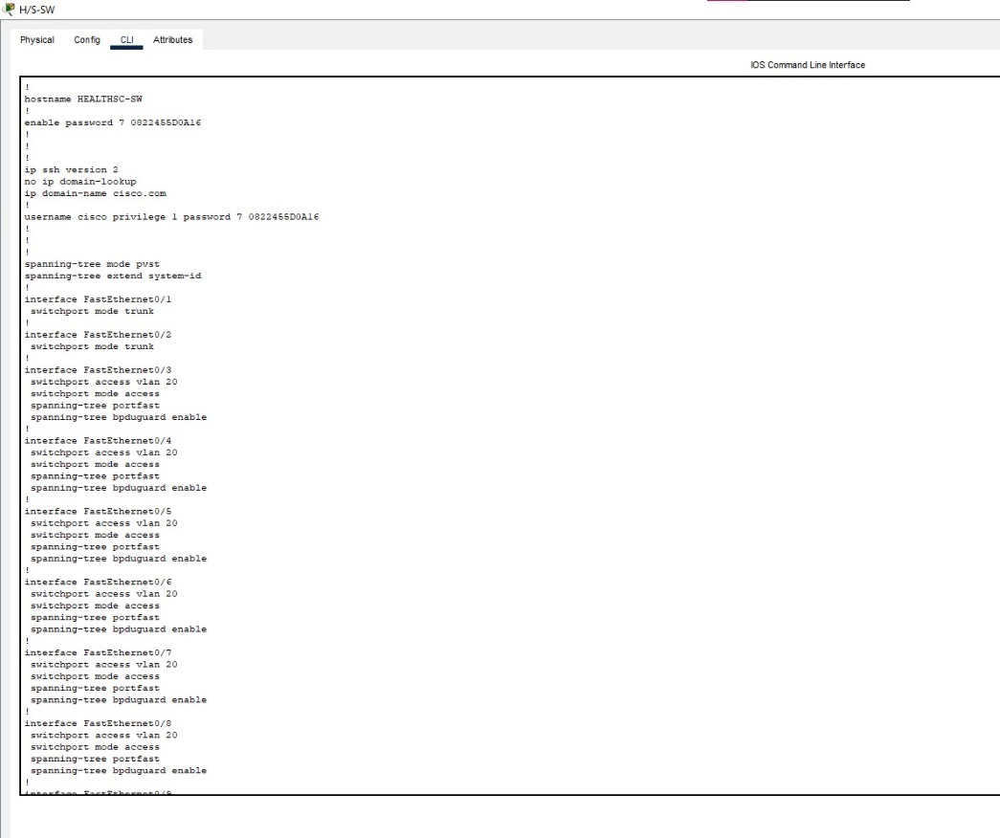 H/S-SW
Physical Config CLI Attributes
IOS Command Line Interface
!
hostname HEALTHSC-SW
!
enable password 7 0822455D0A16
!
!
!
ip ssh version 2
no ip domain-lookup
ip domain-name cisco.com
!
username cisco privilege 1 password 7 0822455D0A16
!
!
!
spanning-tree mode pvst
spanning-tree extend system-id
!
interface FastEthernet0/1
switchport mode trunk
!
interface FastEthernet0/2
switchport mode trunk
!
interface FastEthernet0/3
switchport access vlan 20
switchport mode access
spanning-tree portfast
spanning-tree bpduguard enable
!
interface FastEthernet0/4
switchport access vlan 20
switchport mode access
spanning-tree portfast
spanning-tree bpduguard enable
!
interface FastEthernet0/5
switchport access vlan 20
switchport mode access
spanning-tree portfast
spanning-tree bpduguard enable
!
interface FastEthernet0/6
switchport access vlan 20
switchport mode access
spanning-tree portfast
spanning-tree bpduguard enable
!
interface FastEthernet0/7
switchport access vlan 20
switchport mode access
spanning-tree portfast
spanning-tree bpduguard enable
!
interface FastEthernet0/8
switchport access vlan 20
switchport mode access
spanning-tree portfast
spanning-tree bpduguard enable
!
interface FastEthernet0/9